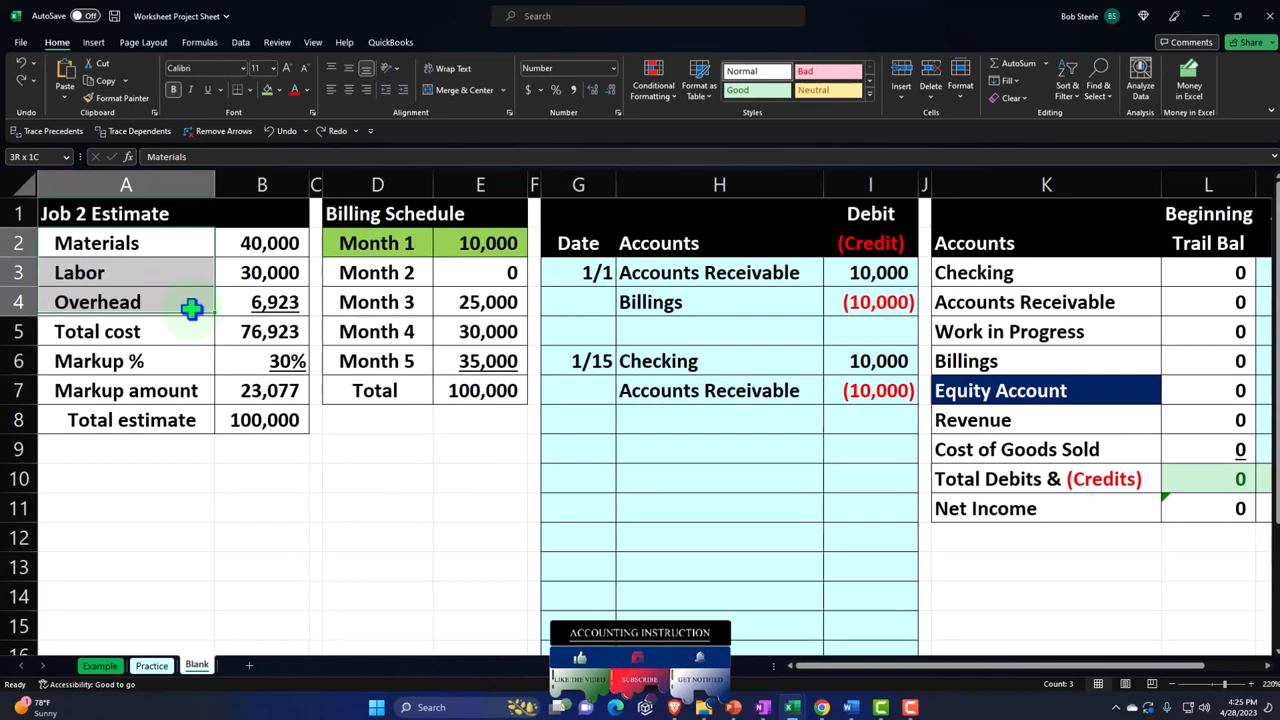 AutoSave Off Worksheet Project Sheet Search Bob Steele BS
File Home Insert Page Layout Formulas Data Review View Help QuickBooks Comments Share
Paste Cut Copy Format Painter Calibri 11 Wrap Text Merge & Center Number Conditional Formatting Format as Table Normal Bad Good Neutral Insert Delete Format AutoSum Fill Clear Sort & Filter Find & Select Analyze Data Money in Excel
Undo Clipboard Font Alignment Number Styles Cells Editing Analysis Money in Excel
Trace Precedents Trace Dependents Remove Arrows Undo Redo
3R x 1C fx Materials
A B C D E F G H I J K L
1 Job 2 Estimate Billing Schedule Debit Beginning
2 Materials 40,000 Month 1 10,000 Date Accounts (Credit) Accounts Trail Bal
3 Labor 30,000 Month 2 0 1/1 Accounts Receivable 10,000 Checking 0
4 Overhead 6,923 Month 3 25,000 Billings (10,000) Accounts Receivable 0
5 Total cost 76,923 Month 4 30,000 Work in Progress 0
6 Markup % 30% Month 5 35,000 1/15 Checking 10,000 Billings 0
7 Markup amount 23,077 Total 100,000 Accounts Receivable (10,000) Equity Account 0
8 Total estimate 100,000 Revenue 0
9 Cost of Goods Sold 0
10 Total Debits & (Credits) 0
11 Net Income 0
12
13
14
15
16
ACCOUNTING INSTRUCTION
LIKE THE VIDEO SUBSCRIBE GET NOTIFIED
Example Practice Blank
Ready Accessibility: Good to go Count: 3 220%
78°F
Sunny
Search
4:25 PM
4/28/2023